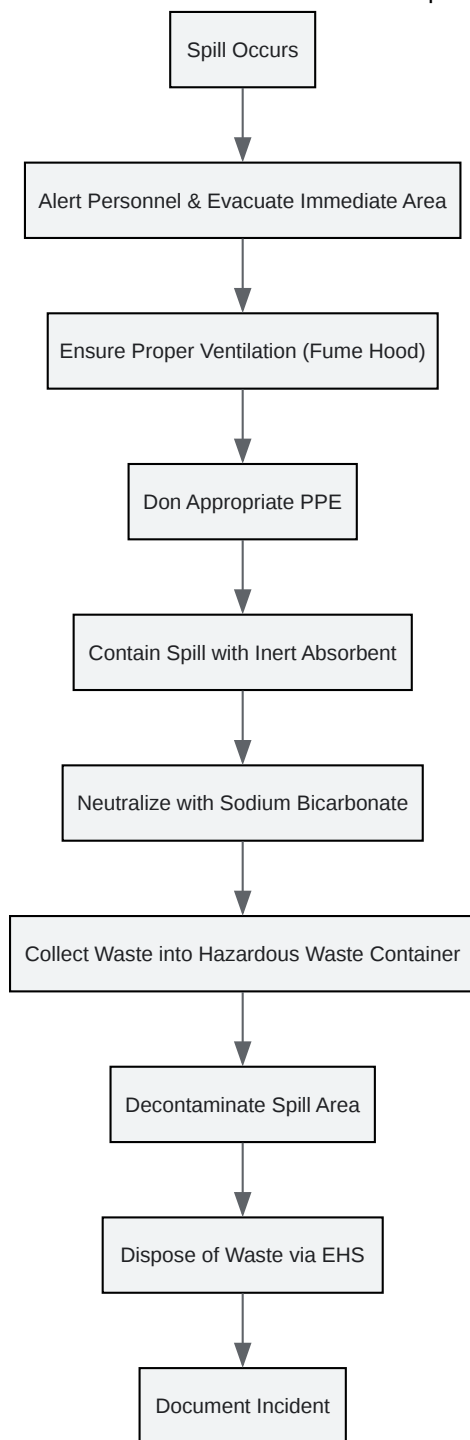 Spill Occurs
Alert Personnel & Evacuate Immediate Area
Ensure Proper Ventilation (Fume Hood)
Don Appropriate PPE
Contain Spill with Inert Absorbent
Neutralize with Sodium Bicarbonate
Collect Waste into Hazardous Waste Container
Decontaminate Spill Area
Dispose of Waste via EHS
Document Incident